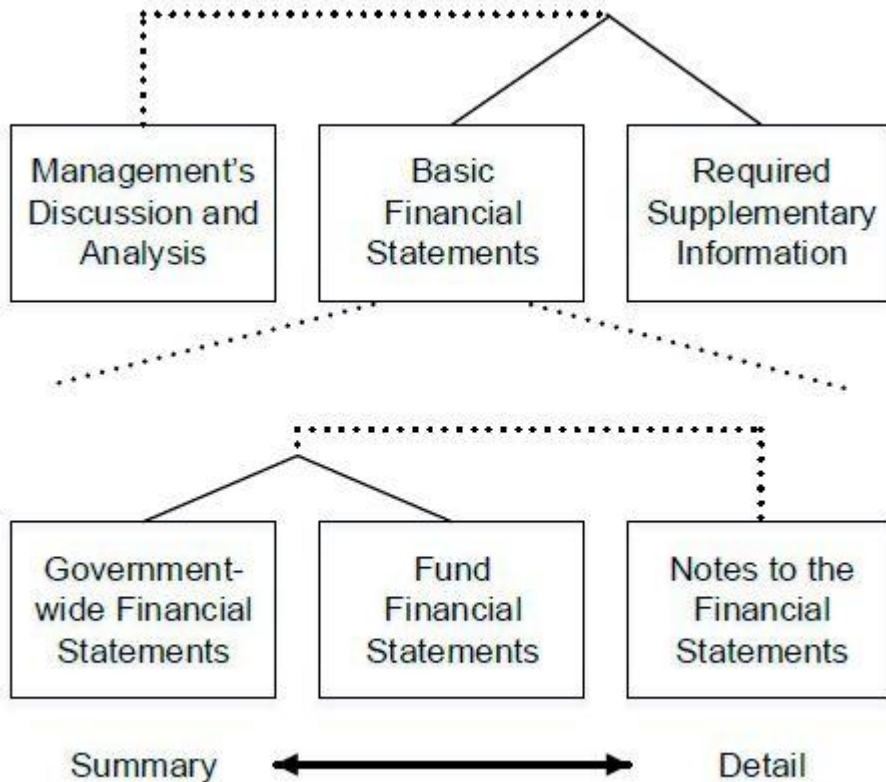 Management's
Discussion and
Analysis
Basic
Financial
Statements
Required
Supplementary
Information
Government-
wide Financial
Statements
Fund
Financial
Statements
Notes to the
Financial
Statements
Summary
Detail